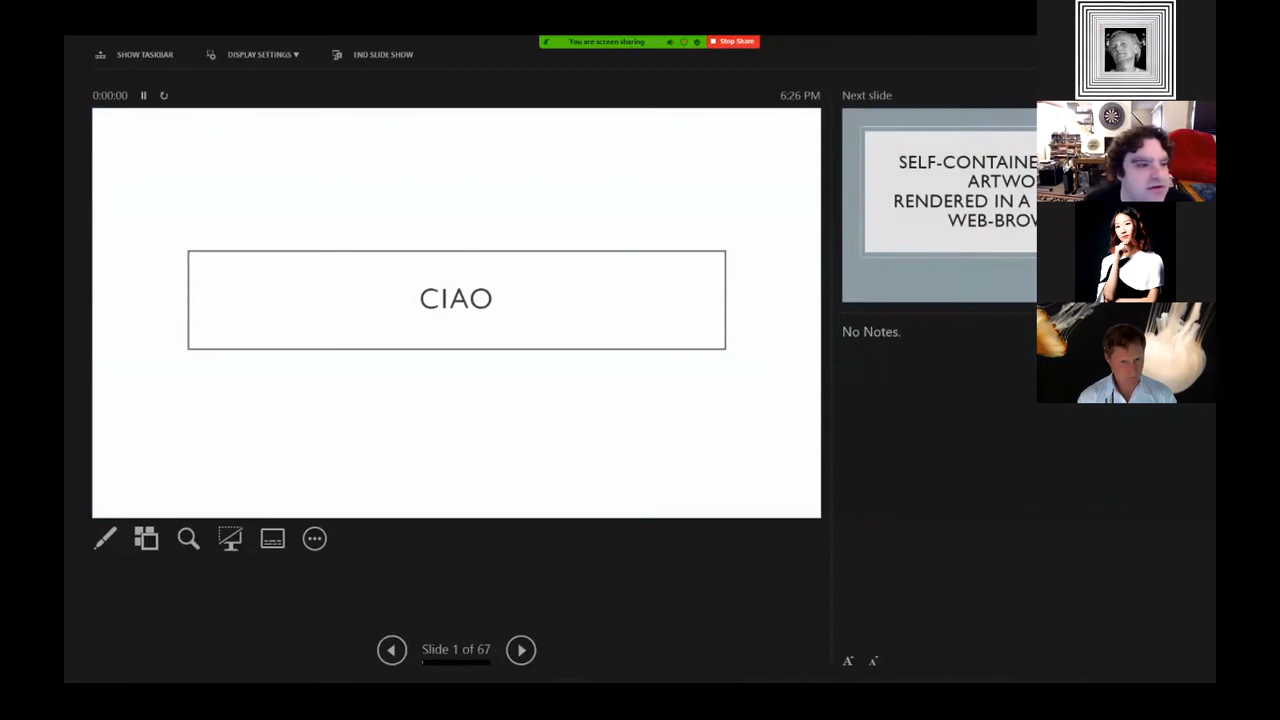 You are screen sharing
Stop Share
SHOW TASKBAR
DISPLAY SETTINGS ▼
END SLIDE SHOW
0:00:00
6:26 PM
Next slide
CIAO
SELF-CONTAINE
ARTWO
RENDERED IN A
WEB-BROW
No Notes.
Slide 1 of 67
A A